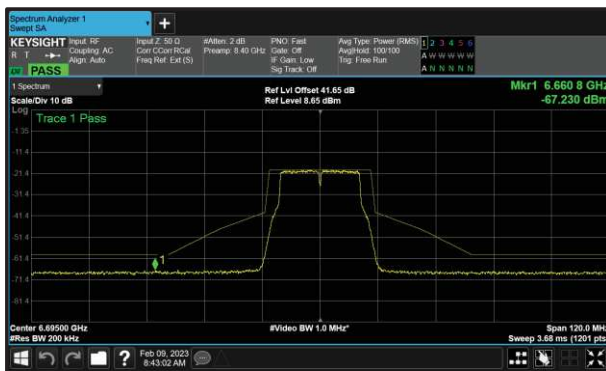 Spectrum Analyzer 1
Swept SA
KEYSIGHT
R T
PASS
Input: RF
Coupling: AC
Align: Auto
Input Z: 50 Ω
Corr CCorr RCal
Freq Ref: Ext (S)
#Atten: 2 dB
Preamp: 8.40 GHz
PNO: Fast
Gate: Off
IF Gain: Low
Sig Track: Off
Avg Type: Power (RMS)
Avg|Hold: 100/100
Trig: Free Run
1 2 3 4 5 6
A W W W W W
A N N N N N
1 Spectrum
Scale/Div 10 dB
Ref Lvl Offset 41.65 dB
Ref Level 8.65 dBm
Mkr1 6.660 8 GHz
-67.230 dBm
Log
Trace 1 Pass
-1.35
-11.4
-21.4
-31.4
-41.4
-51.4
-61.4
-71.4
-81.4
1
Center 6.69500 GHz
#Res BW 200 kHz
#Video BW 1.0 MHz*
Span 120.0 MHz
Sweep 3.68 ms (1201 pts)
?
Feb 09, 2023
8:43:02 AM